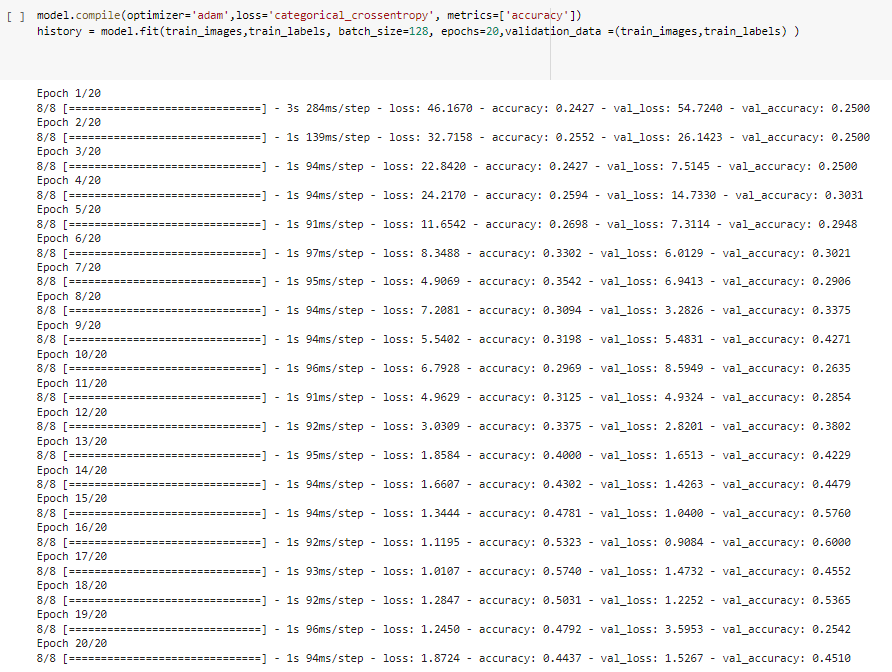 [ ] model.compile(optimizer='adam',loss='categorical_crossentropy', metrics=['accuracy'])
history = model.fit(train_images,train_labels, batch_size=128, epochs=20,validation_data =(train_images,train_labels) )
Epoch 1/20
8/8 [==============================] - 3s 284ms/step - loss: 46.1670 - accuracy: 0.2427 - val_loss: 54.7240 - val_accuracy: 0.2500
Epoch 2/20
8/8 [==============================] - 1s 139ms/step - loss: 32.7158 - accuracy: 0.2552 - val_loss: 26.1423 - val_accuracy: 0.2500
Epoch 3/20
8/8 [==============================] - 1s 94ms/step - loss: 22.8420 - accuracy: 0.2427 - val_loss: 7.5145 - val_accuracy: 0.2500
Epoch 4/20
8/8 [==============================] - 1s 94ms/step - loss: 24.2170 - accuracy: 0.2594 - val_loss: 14.7330 - val_accuracy: 0.3031
Epoch 5/20
8/8 [==============================] - 1s 91ms/step - loss: 11.6542 - accuracy: 0.2698 - val_loss: 7.3114 - val_accuracy: 0.2948
Epoch 6/20
8/8 [==============================] - 1s 97ms/step - loss: 8.3488 - accuracy: 0.3302 - val_loss: 6.0129 - val_accuracy: 0.3021
Epoch 7/20
8/8 [==============================] - 1s 95ms/step - loss: 4.9069 - accuracy: 0.3542 - val_loss: 6.9413 - val_accuracy: 0.2906
Epoch 8/20
8/8 [==============================] - 1s 94ms/step - loss: 7.2081 - accuracy: 0.3094 - val_loss: 3.2826 - val_accuracy: 0.3375
Epoch 9/20
8/8 [==============================] - 1s 94ms/step - loss: 5.5402 - accuracy: 0.3198 - val_loss: 5.4831 - val_accuracy: 0.4271
Epoch 10/20
8/8 [==============================] - 1s 96ms/step - loss: 6.7928 - accuracy: 0.2969 - val_loss: 8.5949 - val_accuracy: 0.2635
Epoch 11/20
8/8 [==============================] - 1s 91ms/step - loss: 4.9629 - accuracy: 0.3125 - val_loss: 4.9324 - val_accuracy: 0.2854
Epoch 12/20
8/8 [==============================] - 1s 92ms/step - loss: 3.0309 - accuracy: 0.3375 - val_loss: 2.8201 - val_accuracy: 0.3802
Epoch 13/20
8/8 [==============================] - 1s 95ms/step - loss: 1.8584 - accuracy: 0.4000 - val_loss: 1.6513 - val_accuracy: 0.4229
Epoch 14/20
8/8 [==============================] - 1s 94ms/step - loss: 1.6607 - accuracy: 0.4302 - val_loss: 1.4263 - val_accuracy: 0.4479
Epoch 15/20
8/8 [==============================] - 1s 94ms/step - loss: 1.3444 - accuracy: 0.4781 - val_loss: 1.0400 - val_accuracy: 0.5760
Epoch 16/20
8/8 [==============================] - 1s 92ms/step - loss: 1.1195 - accuracy: 0.5323 - val_loss: 0.9084 - val_accuracy: 0.6000
Epoch 17/20
8/8 [==============================] - 1s 93ms/step - loss: 1.0107 - accuracy: 0.5740 - val_loss: 1.4732 - val_accuracy: 0.4552
Epoch 18/20
8/8 [==============================] - 1s 92ms/step - loss: 1.2847 - accuracy: 0.5031 - val_loss: 1.2252 - val_accuracy: 0.5365
Epoch 19/20
8/8 [==============================] - 1s 96ms/step - loss: 1.2450 - accuracy: 0.4792 - val_loss: 3.5953 - val_accuracy: 0.2542
Epoch 20/20
8/8 [==============================] - 1s 94ms/step - loss: 1.8724 - accuracy: 0.4437 - val_loss: 1.5267 - val_accuracy: 0.4510